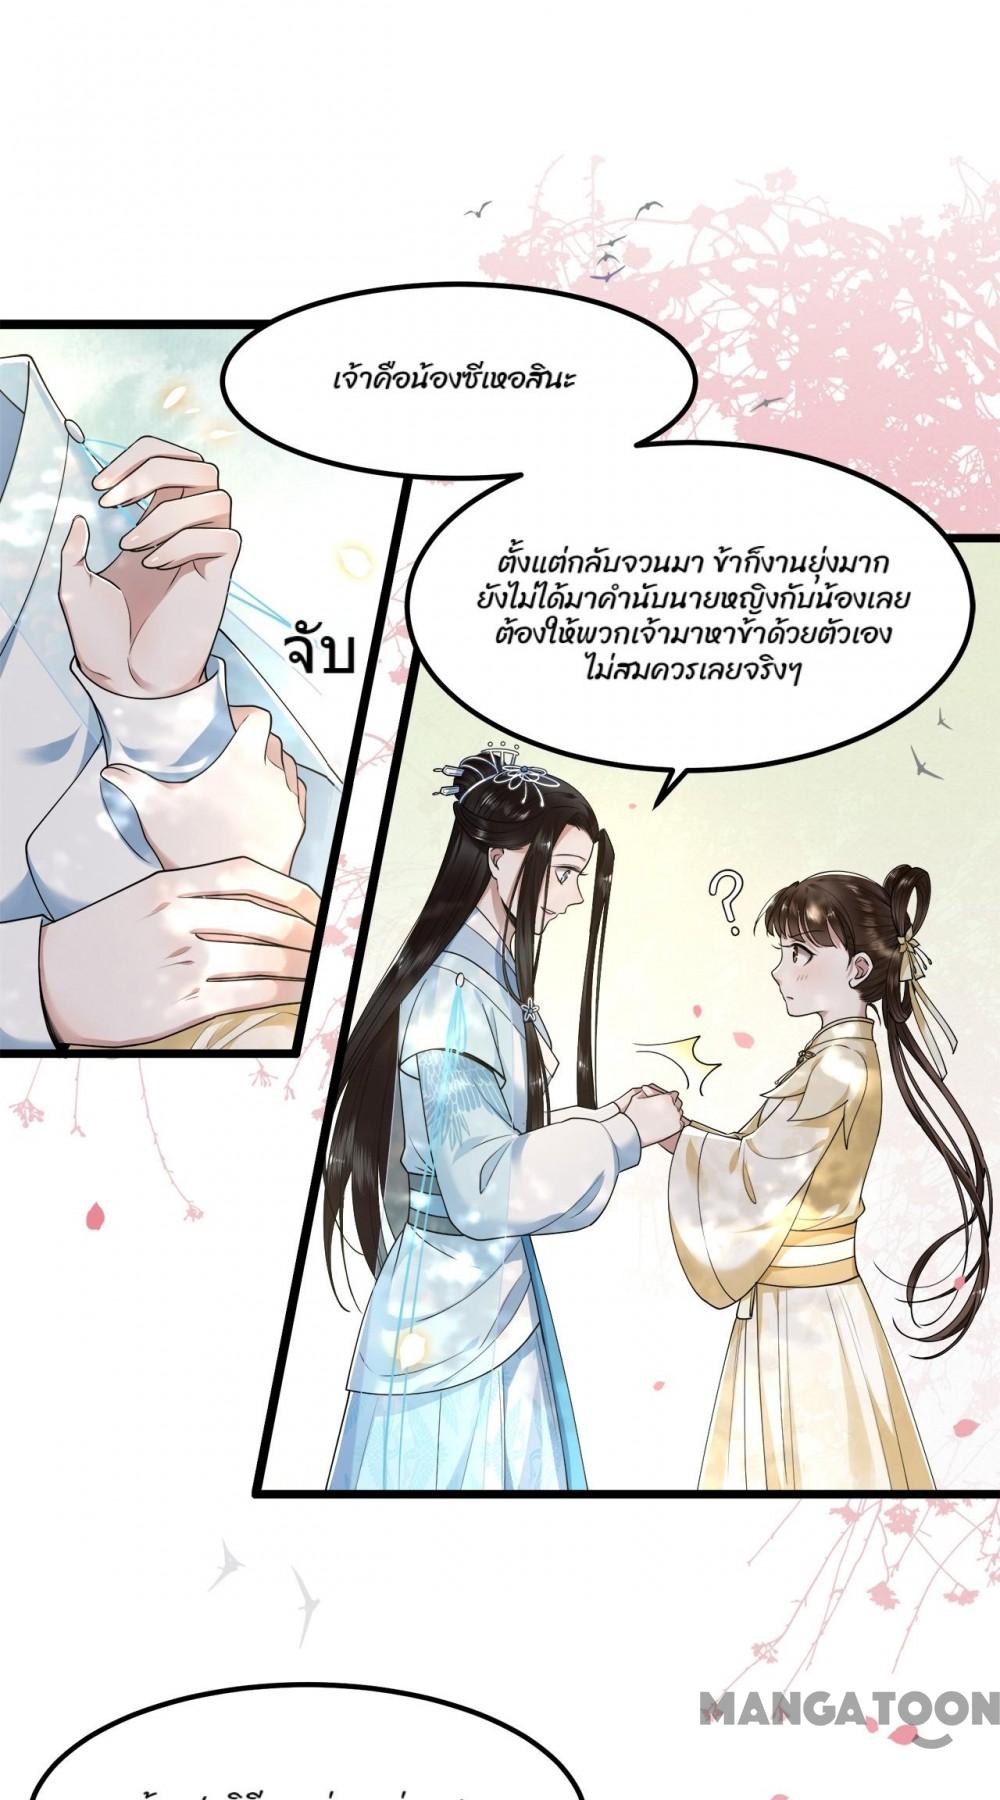 เจ้าคือน้องซีเหอสินะ
จับ
ตั้งแต่กลับจวนมา ข้าก็งานยุ่งมาก
ยังไม่ได้มาคำนับนายหญิงกับน้องเลย
ต้องให้พวกเจ้ามาหาข้าด้วยตัวเอง
ไม่สมควรเลยจริงๆ
?
MANGATOON